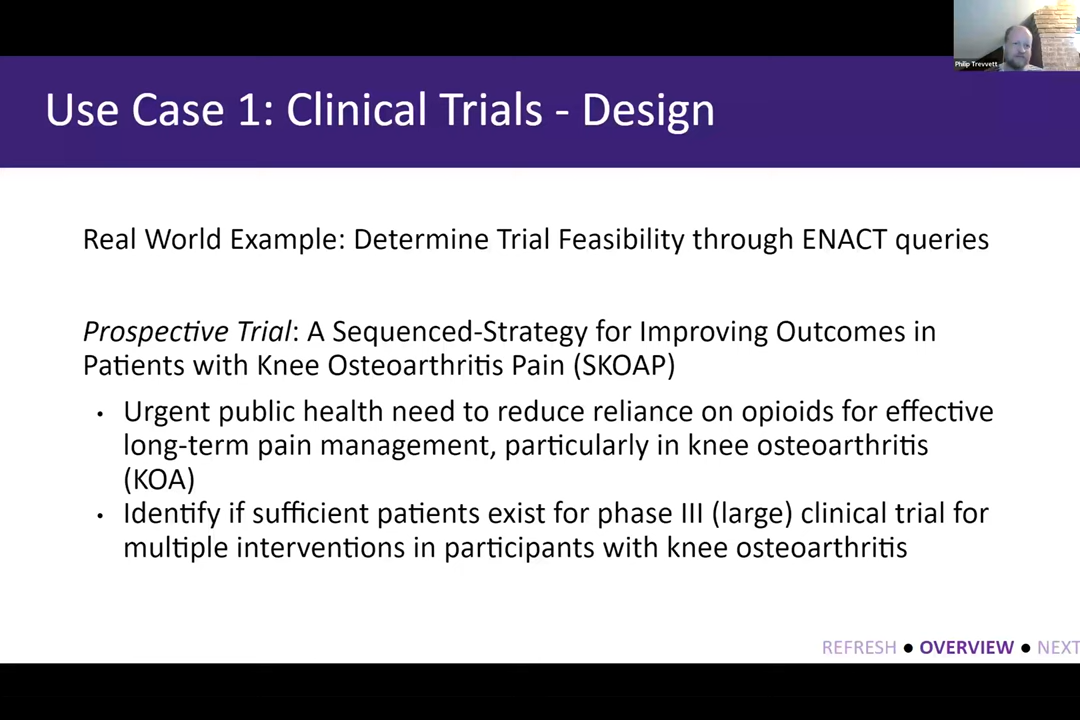 Philip Trevvett
Use Case 1: Clinical Trials - Design
Real World Example: Determine Trial Feasibility through ENACT queries
Prospective Trial: A Sequenced-Strategy for Improving Outcomes in
Patients with Knee Osteoarthritis Pain (SKOAP)
• Urgent public health need to reduce reliance on opioids for effective
long-term pain management, particularly in knee osteoarthritis
(KOA)
• Identify if sufficient patients exist for phase III (large) clinical trial for
multiple interventions in participants with knee osteoarthritis
REFRESH ● OVERVIEW ● NEXT